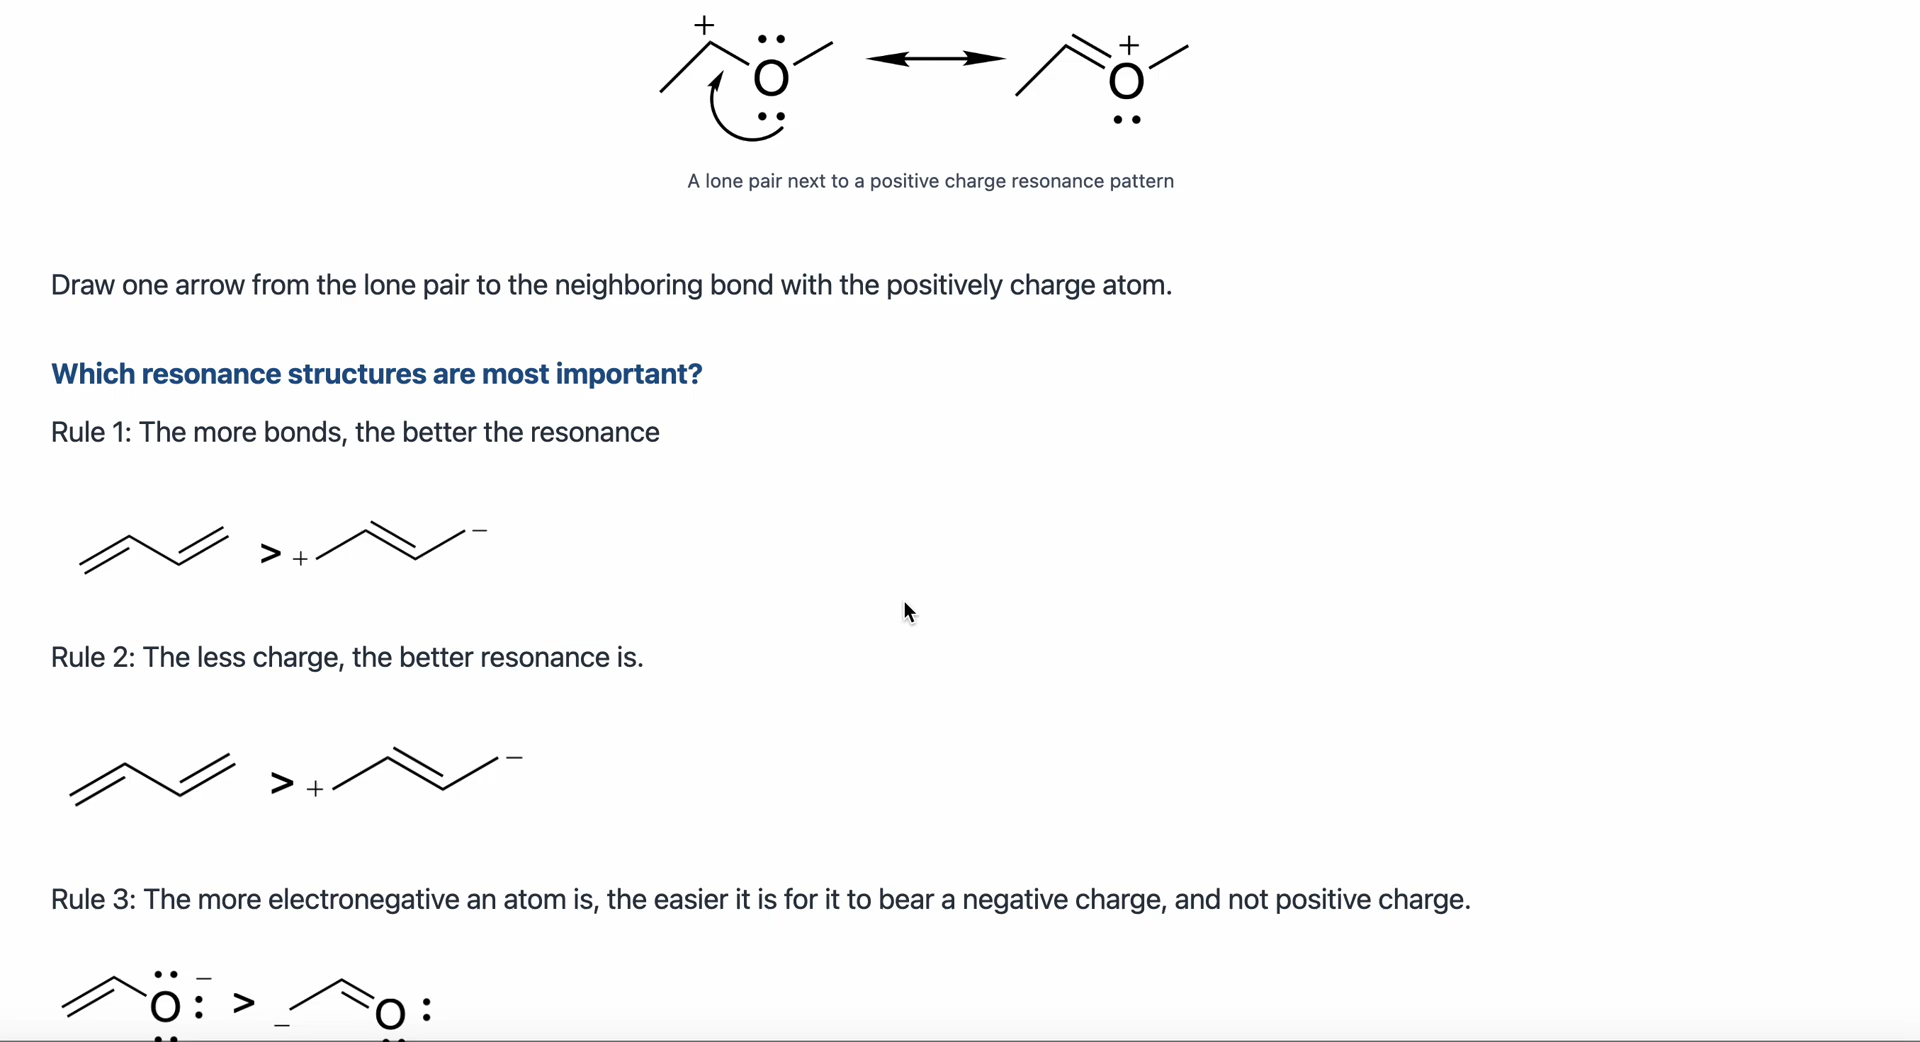 +
O
+
O
A lone pair next to a positive charge resonance pattern
Draw one arrow from the lone pair to the neighboring bond with the positively charge atom.
Which resonance structures are most important?
Rule 1: The more bonds, the better the resonance
> + −
Rule 2: The less charge, the better resonance is.
> + −
Rule 3: The more electronegative an atom is, the easier it is for it to bear a negative charge, and not positive charge.
O : − > − O :